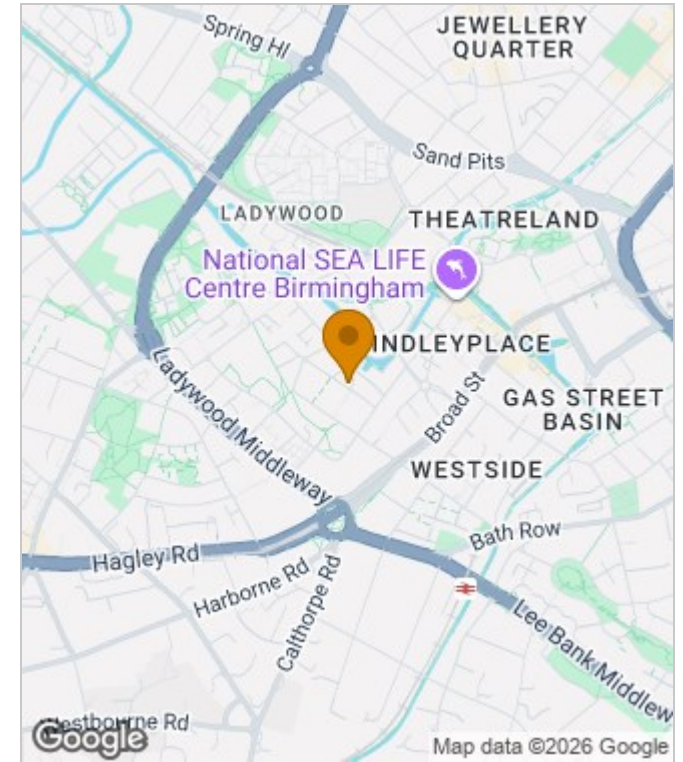 JEWELLERY
QUARTER
Spring Hl
Sand Pits
LADYWOOD
THEATRELAND
National SEA LIFE
Centre Birmingham
INDLEYPLACE
Ladywood Middleway
Broad St
GAS STREET
BASIN
WESTSIDE
Bath Row
Hagley Rd
Harborne Rd
Calthorpe Rd
Lee Bank Middlew
Westbourne Rd
Google
Map data ©2026 Google